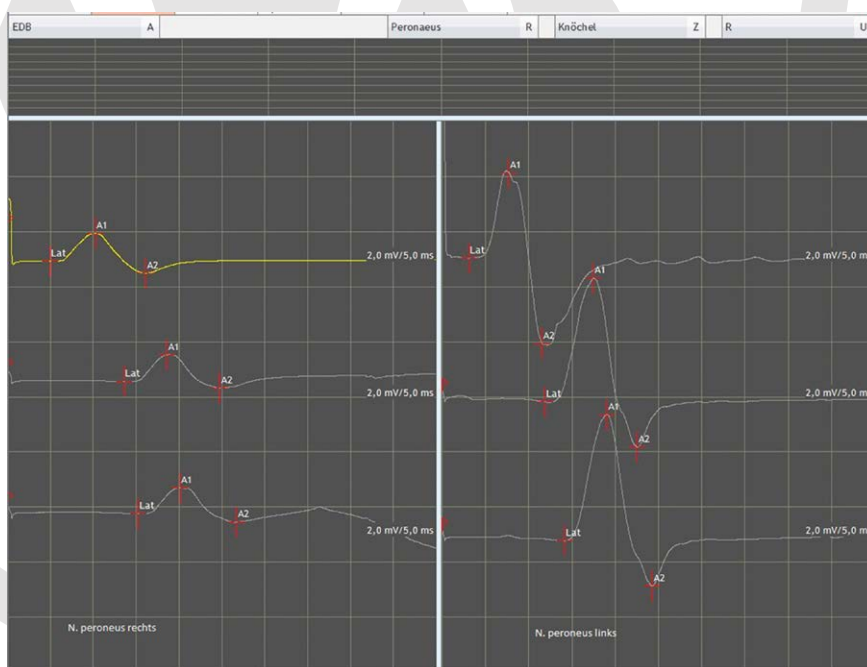 EDB A Peronaeus R Knöchel Z R U
A1
Lat
A2
2,0 mV/5,0 ms
A1
Lat
A2
2,0 mV/5,0 ms
A1
Lat
A2
2,0 mV/5,0 ms
N. peroneus rechts
A1
Lat
A2
2,0 mV/5,0 ms
A1
Lat
A2
2,0 mV/5,0 ms
A1
Lat
A2
2,0 mV/5,0 ms
N. peroneus links